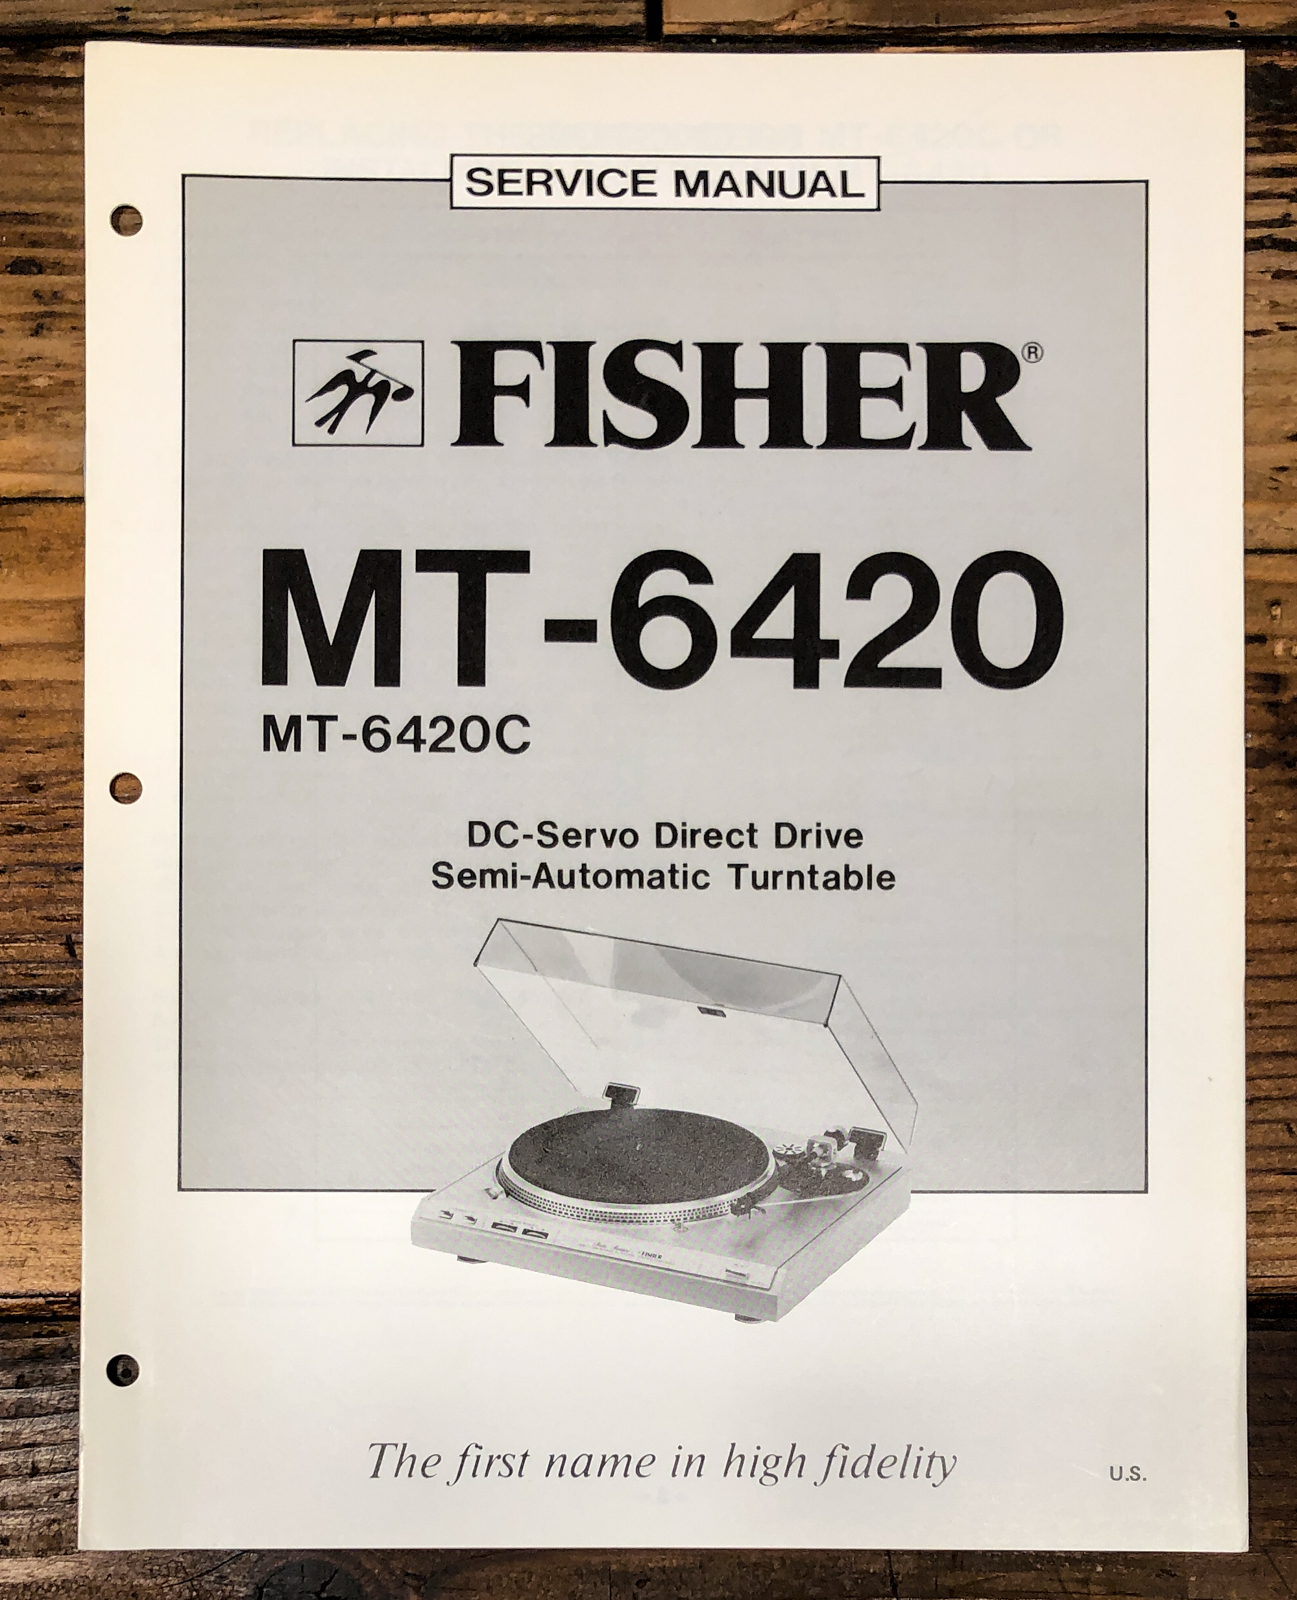 SERVICE MANUAL
FISHER®
MT-6420
MT-6420C
DC-Servo Direct Drive
Semi-Automatic Turntable
FISHER
The first name in high fidelity
U.S.